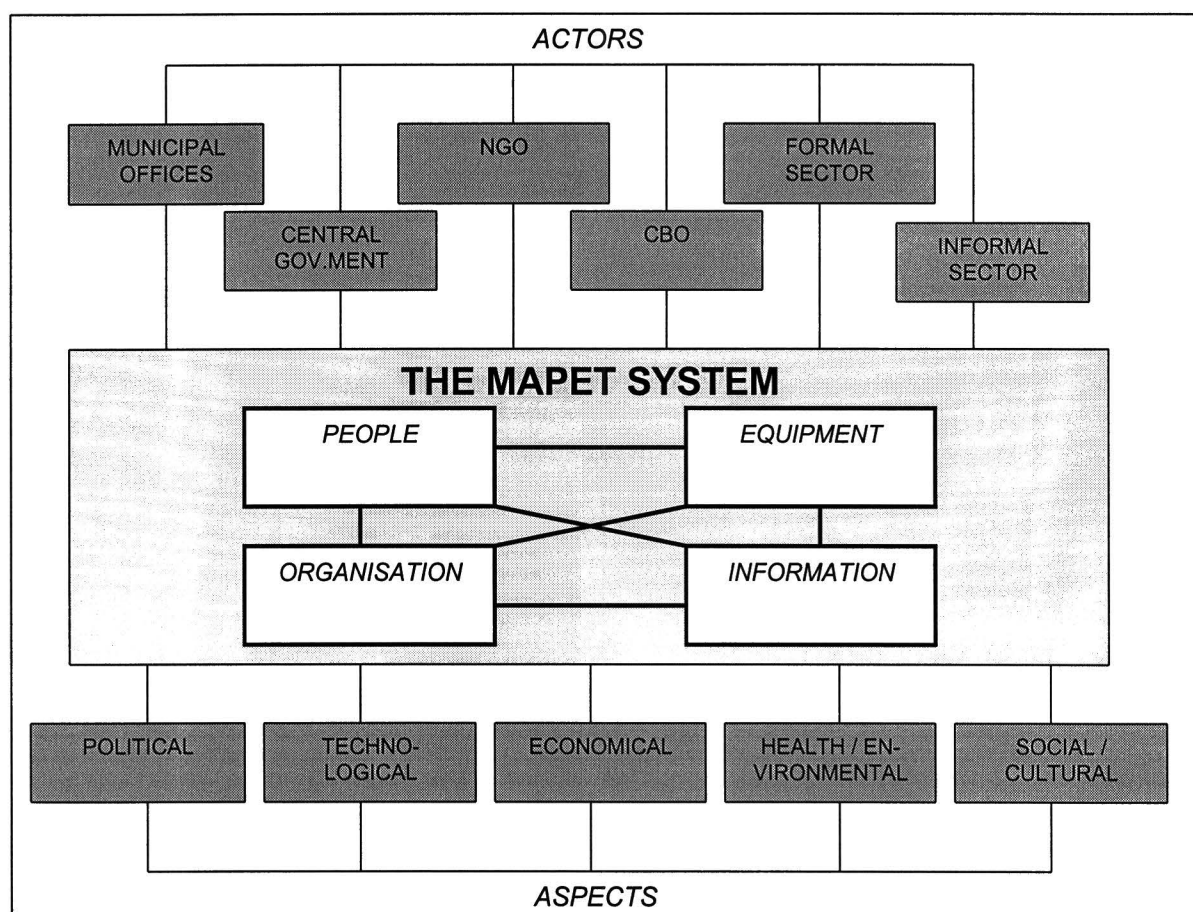 ACTORS
MUNICIPAL
OFFICES
NGO
FORMAL
SECTOR
CENTRAL
GOV.MENT
CBO
INFORMAL
SECTOR
THE MAPET SYSTEM
PEOPLE
EQUIPMENT
ORGANISATION
INFORMATION
POLITICAL
TECHNO-
LOGICAL
ECONOMICAL
HEALTH / EN-
VIRONMENTAL
SOCIAL /
CULTURAL
ASPECTS